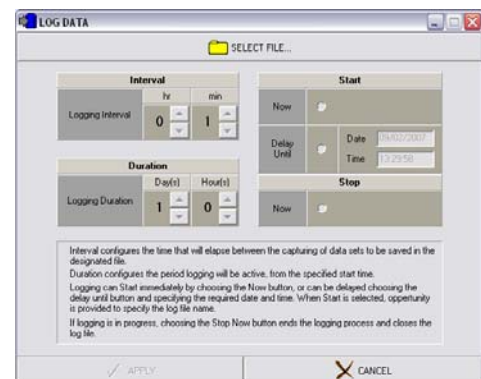 LOG DATA
SELECT FILE...
Interval
hr min
Logging Interval 0 1
Duration
Day(s) Hour(s)
Logging Duration 1 0
Start
Now
Delay Until Date 09/02/2007
Time 13:29:58
Stop
Now
Interval configures the time that will elapse between the capturing of data sets to be saved in the
designated file.
Duration configures the period logging will be active, from the specified start time.
Logging can Start immediately by choosing the Now button, or can be delayed choosing the
delay until button and specifying the required date and time. When Start is selected, oppertunity
is provided to specify the log file name.
If logging is in progress, choosing the Stop Now button ends the logging process and closes the
log file.
APPLY CANCEL